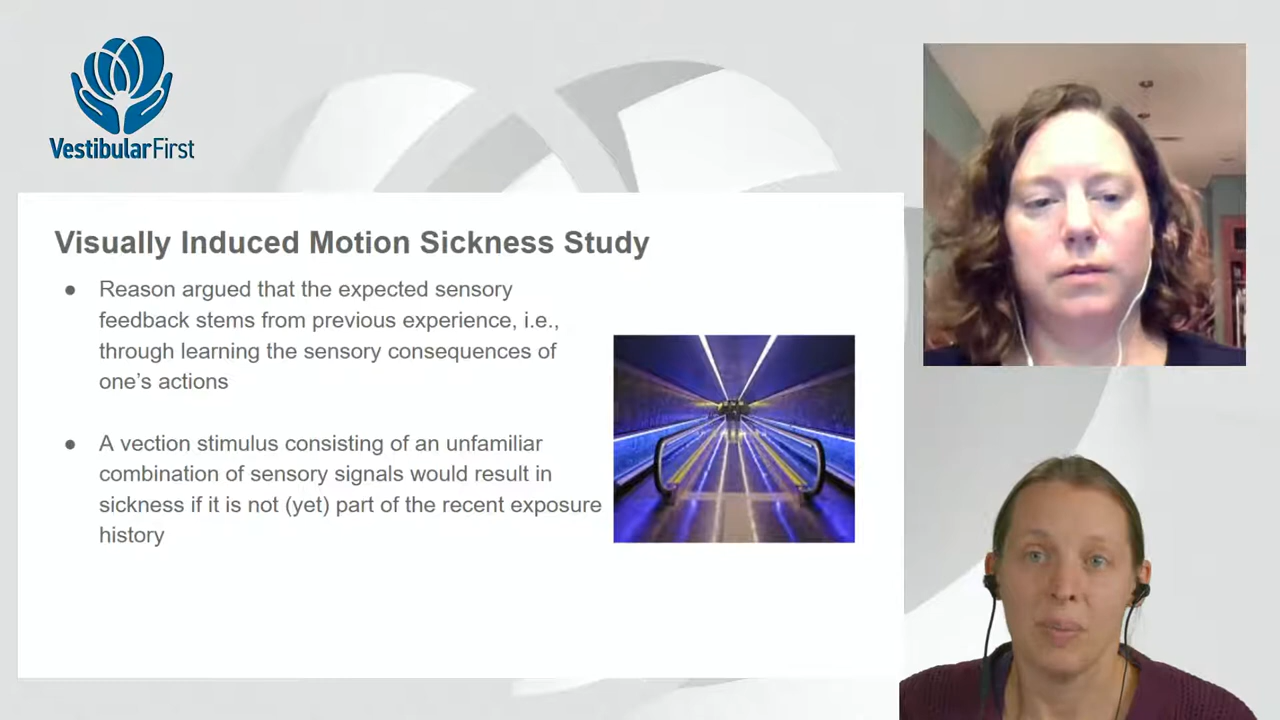 VestibularFirst
Visually Induced Motion Sickness Study
● Reason argued that the expected sensory
feedback stems from previous experience, i.e.,
through learning the sensory consequences of
one’s actions
● A vection stimulus consisting of an unfamiliar
combination of sensory signals would result in
sickness if it is not (yet) part of the recent exposure
history